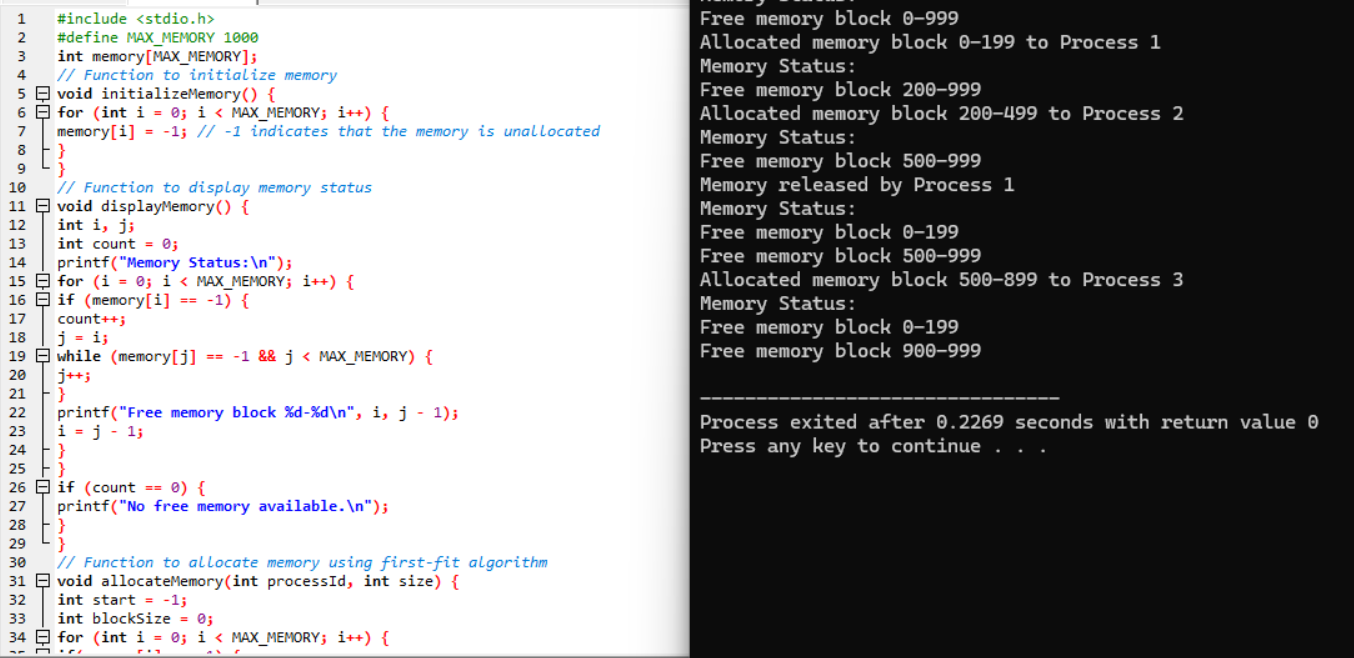 1 #include <stdio.h>
2 #define MAX_MEMORY 1000
3 int memory[MAX_MEMORY];
4 // Function to initialize memory
5 void initializeMemory() {
6 for (int i = 0; i < MAX_MEMORY; i++) {
7 memory[i] = -1; // -1 indicates that the memory is unallocated
8 }
9 }
10 // Function to display memory status
11 void displayMemory() {
12 int i, j;
13 int count = 0;
14 printf("Memory Status:\n");
15 for (i = 0; i < MAX_MEMORY; i++) {
16 if (memory[i] == -1) {
17 count++;
18 j = i;
19 while (memory[j] == -1 && j < MAX_MEMORY) {
20 j++;
21 }
22 printf("Free memory block %d-%d\n", i, j - 1);
23 i = j - 1;
24 }
25 }
26 if (count == 0) {
27 printf("No free memory available.\n");
28 }
29 }
30 // Function to allocate memory using first-fit algorithm
31 void allocateMemory(int processId, int size) {
32 int start = -1;
33 int blockSize = 0;
34 for (int i = 0; i < MAX_MEMORY; i++) {
Free memory block 0-999
Allocated memory block 0-199 to Process 1
Memory Status:
Free memory block 200-999
Allocated memory block 200-499 to Process 2
Memory Status:
Free memory block 500-999
Memory released by Process 1
Memory Status:
Free memory block 0-199
Free memory block 500-999
Allocated memory block 500-899 to Process 3
Memory Status:
Free memory block 0-199
Free memory block 900-999
--------------------------------
Process exited after 0.2269 seconds with return value 0
Press any key to continue . . .